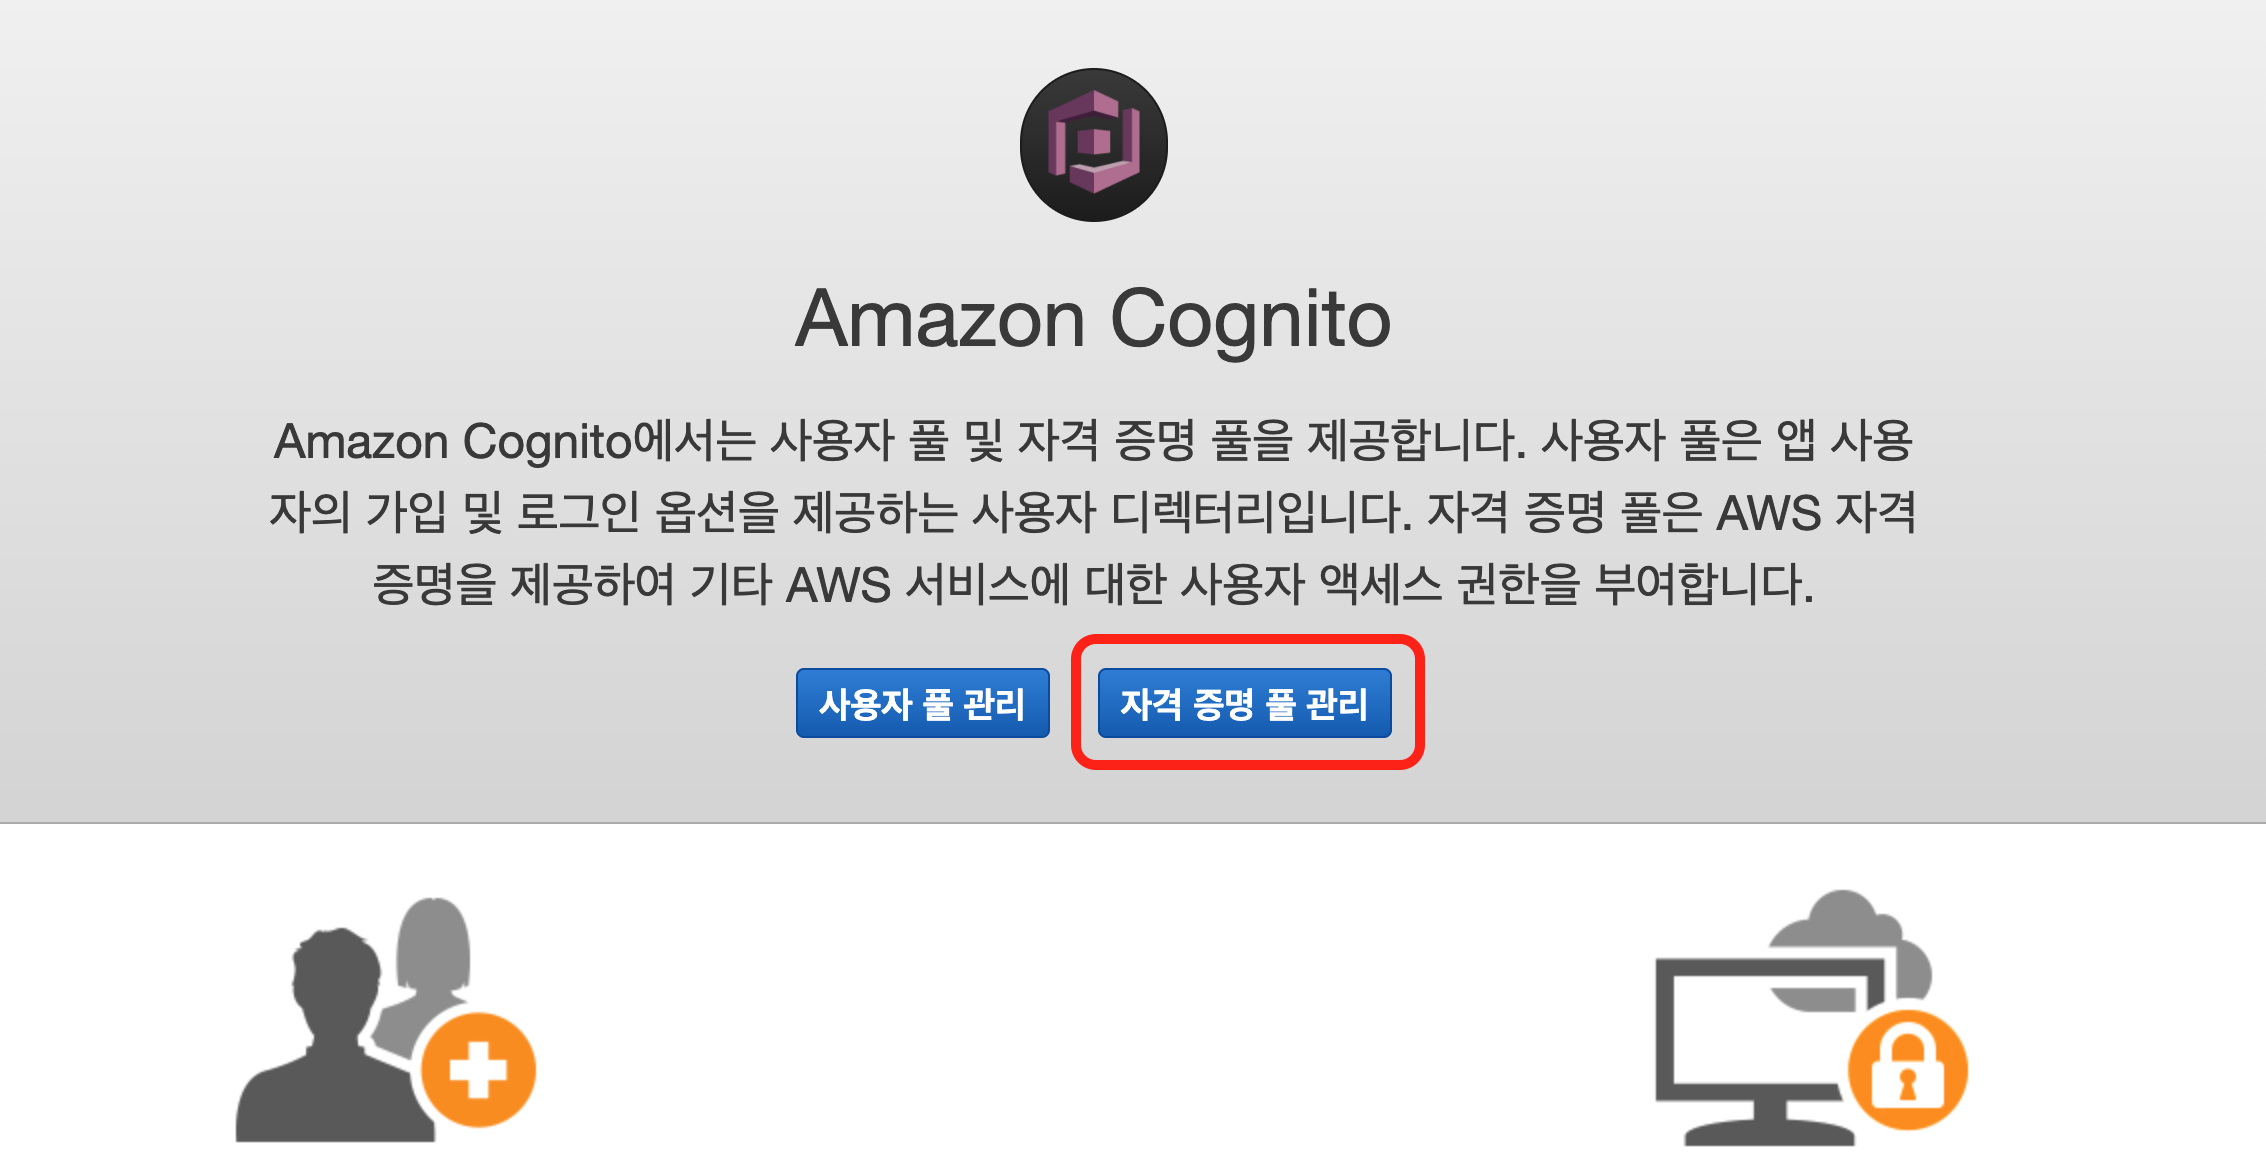 Amazon Cognito
Amazon Cognito에서는 사용자 풀 및 자격 증명 풀을 제공합니다. 사용자 풀은 앱 사용
자의 가입 및 로그인 옵션을 제공하는 사용자 디렉터리입니다. 자격 증명 풀은 AWS 자격
증명을 제공하여 기타 AWS 서비스에 대한 사용자 액세스 권한을 부여합니다.
사용자 풀 관리
자격 증명 풀 관리